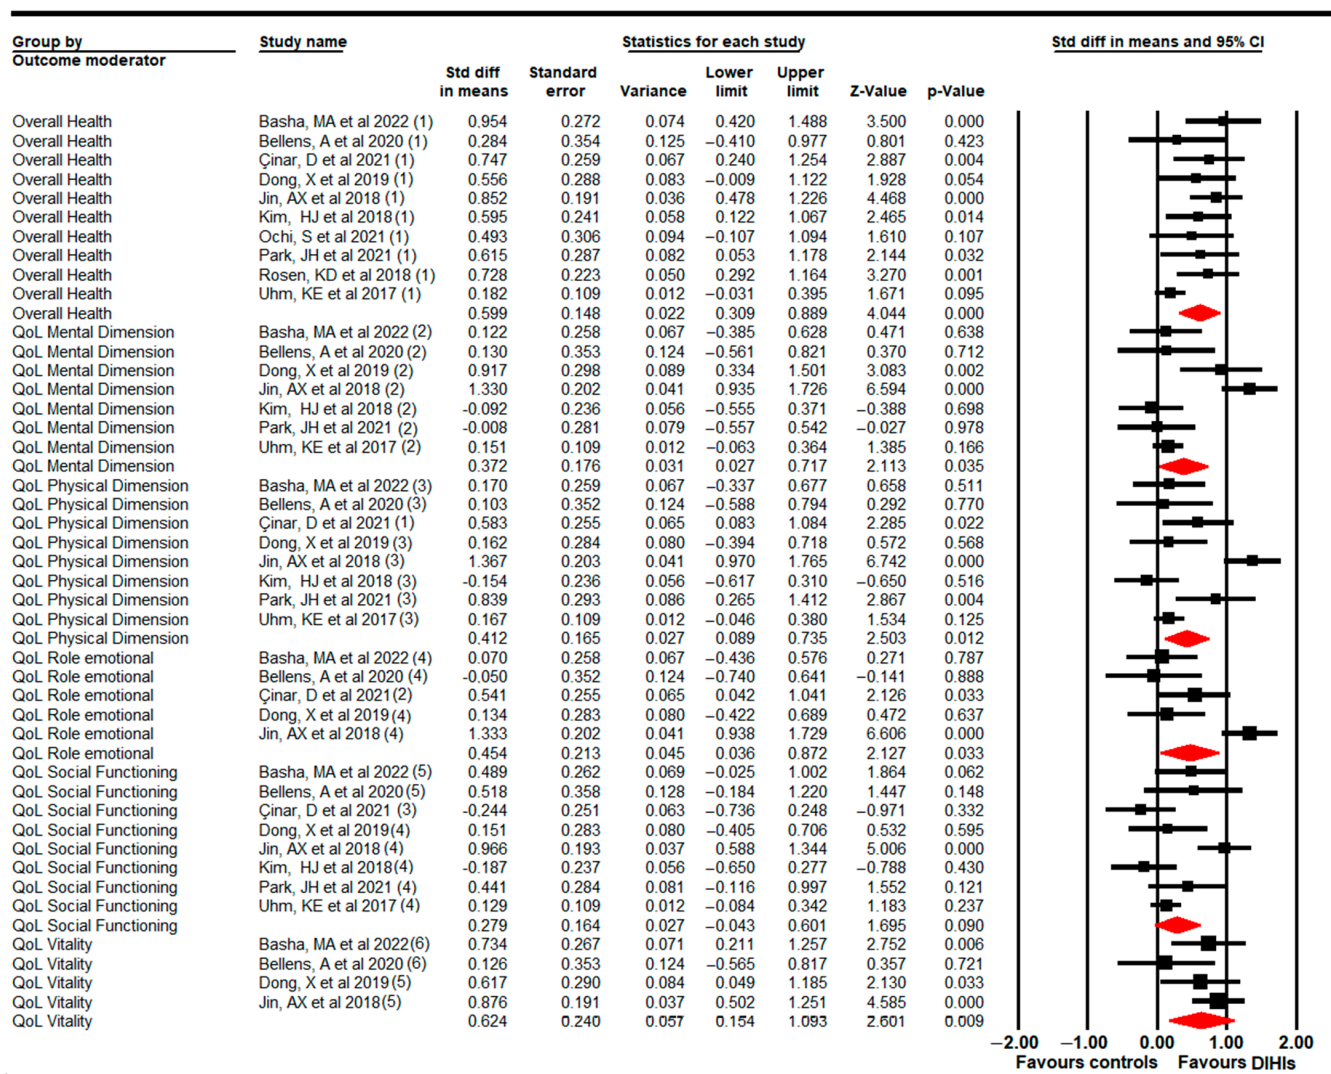 Group by Study name Statistics for each study Std diff in means and 95% CI
Outcome moderator
Std diff Standard Lower Upper
in means error Variance limit limit Z-Value p-Value
Overall Health Basha, MA et al 2022 (1) 0.954 0.272 0.074 0.420 1.488 3.500 0.000
Overall Health Bellens, A et al 2020 (1) 0.284 0.354 0.125 −0.410 0.977 0.801 0.423
Overall Health Çinar, D et al 2021 (1) 0.747 0.259 0.067 0.240 1.254 2.887 0.004
Overall Health Dong, X et al 2019 (1) 0.556 0.288 0.083 −0.009 1.122 1.928 0.054
Overall Health Jin, AX et al 2018 (1) 0.852 0.191 0.036 0.478 1.226 4.468 0.000
Overall Health Kim, HJ et al 2018 (1) 0.595 0.241 0.058 0.122 1.067 2.465 0.014
Overall Health Ochi, S et al 2021 (1) 0.493 0.306 0.094 −0.107 1.094 1.610 0.107
Overall Health Park, JH et al 2021 (1) 0.615 0.287 0.082 0.053 1.178 2.144 0.032
Overall Health Rosen, KD et al 2018 (1) 0.728 0.223 0.050 0.292 1.164 3.270 0.001
Overall Health Uhm, KE et al 2017 (1) 0.182 0.109 0.012 −0.031 0.395 1.671 0.095
Overall Health 0.599 0.148 0.022 0.309 0.889 4.044 0.000
QoL Mental Dimension Basha, MA et al 2022 (2) 0.122 0.258 0.067 −0.385 0.628 0.471 0.638
QoL Mental Dimension Bellens, A et al 2020 (2) 0.130 0.353 0.124 −0.561 0.821 0.370 0.712
QoL Mental Dimension Dong, X et al 2019 (2) 0.917 0.298 0.089 0.334 1.501 3.083 0.002
QoL Mental Dimension Jin, AX et al 2018 (2) 1.330 0.202 0.041 0.935 1.726 6.594 0.000
QoL Mental Dimension Kim, HJ et al 2018 (2) -0.092 0.236 0.056 −0.555 0.371 −0.388 0.698
QoL Mental Dimension Park, JH et al 2021 (2) -0.008 0.281 0.079 −0.557 0.542 −0.027 0.978
QoL Mental Dimension Uhm, KE et al 2017 (2) 0.151 0.109 0.012 −0.063 0.364 1.385 0.166
QoL Mental Dimension 0.372 0.176 0.031 0.027 0.717 2.113 0.035
QoL Physical Dimension Basha, MA et al 2022 (3) 0.170 0.259 0.067 −0.337 0.677 0.658 0.511
QoL Physical Dimension Bellens, A et al 2020 (3) 0.103 0.352 0.124 −0.588 0.794 0.292 0.770
QoL Physical Dimension Çinar, D et al 2021 (1) 0.583 0.255 0.065 0.083 1.084 2.285 0.022
QoL Physical Dimension Dong, X et al 2019 (3) 0.162 0.284 0.080 −0.394 0.718 0.572 0.568
QoL Physical Dimension Jin, AX et al 2018 (3) 1.367 0.203 0.041 0.970 1.765 6.742 0.000
QoL Physical Dimension Kim, HJ et al 2018 (3) -0.154 0.236 0.056 −0.617 0.310 −0.650 0.516
QoL Physical Dimension Park, JH et al 2021 (3) 0.839 0.293 0.086 0.265 1.412 2.867 0.004
QoL Physical Dimension Uhm, KE et al 2017 (3) 0.167 0.109 0.012 −0.046 0.380 1.534 0.125
QoL Physical Dimension 0.412 0.165 0.027 0.089 0.735 2.503 0.012
QoL Role emotional Basha, MA et al 2022 (4) 0.070 0.258 0.067 −0.436 0.576 0.271 0.787
QoL Role emotional Bellens, A et al 2020 (4) -0.050 0.352 0.124 −0.740 0.641 −0.141 0.888
QoL Role emotional Çinar, D et al 2021 (2) 0.541 0.255 0.065 0.042 1.041 2.126 0.033
QoL Role emotional Dong, X et al 2019 (4) 0.134 0.283 0.080 −0.422 0.689 0.472 0.637
QoL Role emotional Jin, AX et al 2018 (4) 1.333 0.202 0.041 0.938 1.729 6.606 0.000
QoL Role emotional 0.454 0.213 0.045 0.036 0.872 2.127 0.033
QoL Social Functioning Basha, MA et al 2022 (5) 0.489 0.262 0.069 −0.025 1.002 1.864 0.062
QoL Social Functioning Bellens, A et al 2020 (5) 0.518 0.358 0.128 −0.184 1.220 1.447 0.148
QoL Social Functioning Çinar, D et al 2021 (3) -0.244 0.251 0.063 −0.736 0.248 −0.971 0.332
QoL Social Functioning Dong, X et al 2019(4) 0.151 0.283 0.080 −0.405 0.706 0.532 0.595
QoL Social Functioning Jin, AX et al 2018 (4) 0.966 0.193 0.037 0.588 1.344 5.006 0.000
QoL Social Functioning Kim, HJ et al 2018(4) -0.187 0.237 0.056 −0.650 0.277 −0.788 0.430
QoL Social Functioning Park, JH et al 2021 (4) 0.441 0.284 0.081 −0.116 0.997 1.552 0.121
QoL Social Functioning Uhm, KE et al 2017 (4) 0.129 0.109 0.012 −0.084 0.342 1.183 0.237
QoL Social Functioning 0.279 0.164 0.027 −0.043 0.601 1.695 0.090
QoL Vitality Basha, MA et al 2022(6) 0.734 0.267 0.071 0.211 1.257 2.752 0.006
QoL Vitality Bellens, A et al 2020 (6) 0.126 0.353 0.124 −0.565 0.817 0.357 0.721
QoL Vitality Dong, X et al 2019(5) 0.617 0.290 0.084 0.049 1.185 2.130 0.033
QoL Vitality Jin, AX et al 2018(5) 0.876 0.191 0.037 0.502 1.251 4.585 0.000
QoL Vitality 0.624 0.240 0.057 0.154 1.093 2.601 0.009
−2.00 −1.00 0.00 1.00 2.00
Favours controls Favours DIHIs